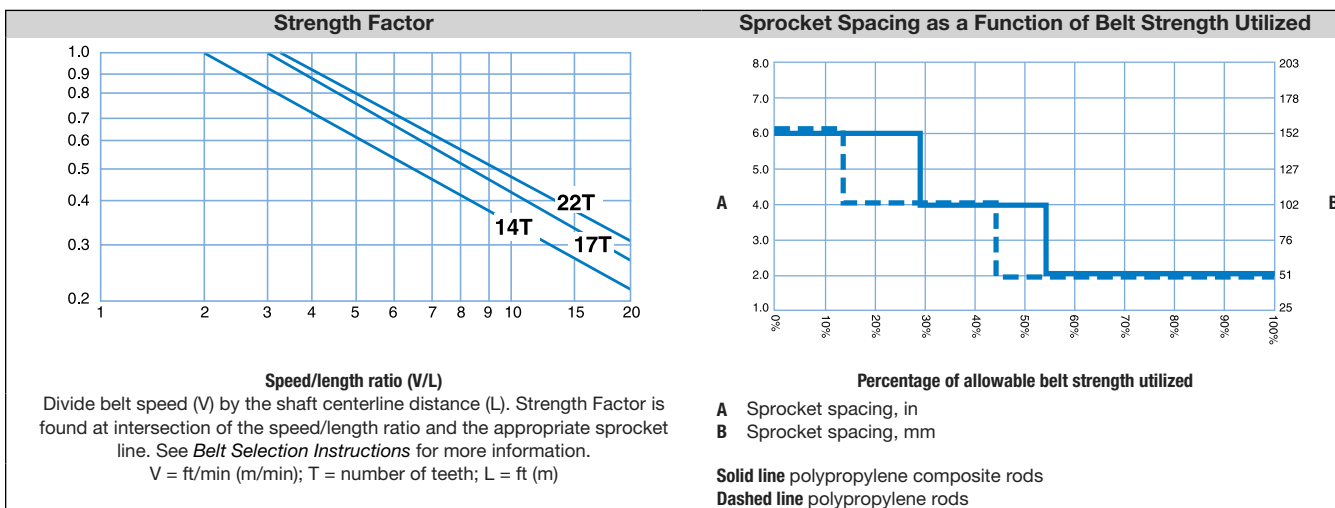 Strength Factor
1.0
0.9
0.8
0.7
0.6
0.5
0.4
0.3
0.2
22T
14T
17T
1 2 3 4 5 6 7 8 9 10 15 20
Speed/length ratio (V/L)
Divide belt speed (V) by the shaft centerline distance (L). Strength Factor is
found at intersection of the speed/length ratio and the appropriate sprocket
line. See Belt Selection Instructions for more information.
V = ft/min (m/min); T = number of teeth; L = ft (m)
Sprocket Spacing as a Function of Belt Strength Utilized
8.0 203
7.0 178
6.0 152
5.0 127
A 4.0 102 B
3.0 76
2.0 51
1.0 25
0% 10% 20% 30% 40% 50% 60% 70% 80% 90% 100%
Percentage of allowable belt strength utilized
A Sprocket spacing, in
B Sprocket spacing, mm
Solid line polypropylene composite rods
Dashed line polypropylene rods